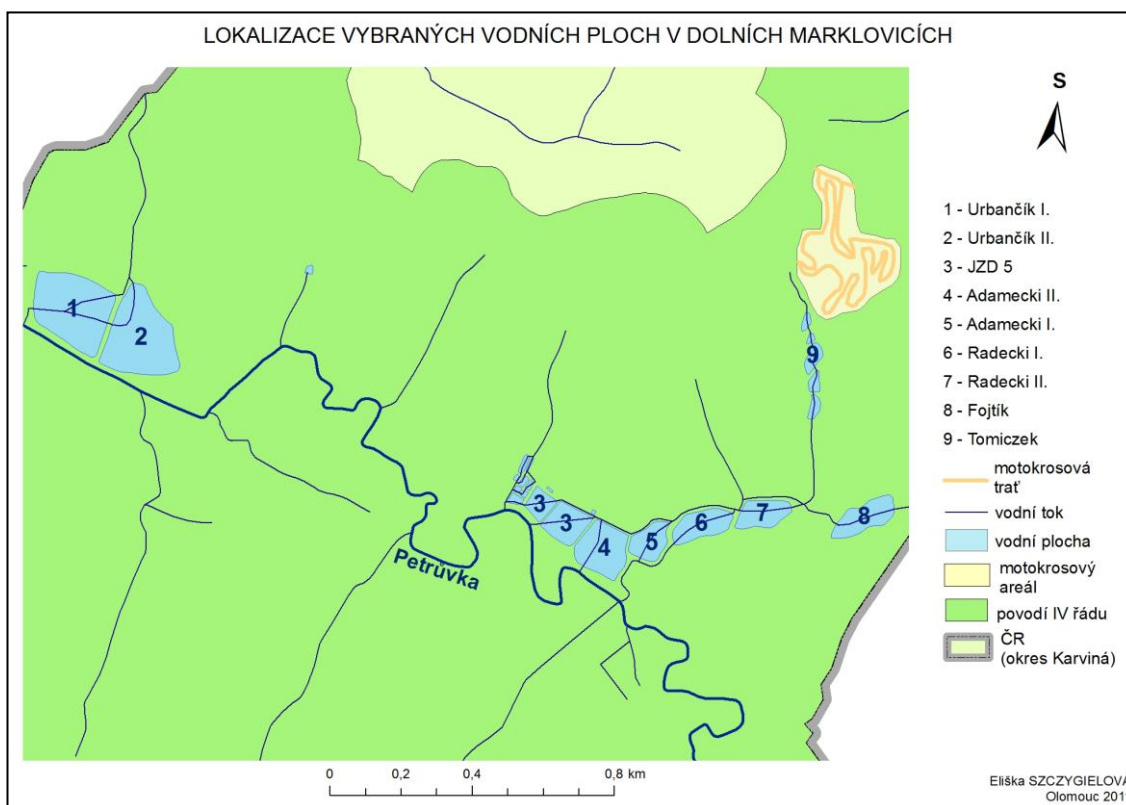 LOKALIZACE VYBRANÝCH VODNÍCH PLOCH V DOLNÍCH MARKLOVICÍCH
S
1 - Urbančík I.
2 - Urbančík II.
3 - JZD 5
4 - Adamecki II.
5 - Adamecki I.
6 - Radecki I.
7 - Radecki II.
8 - Fojtík
9 - Tomiczek
motokrosová
trať
vodní tok
vodní plocha
motokrosový
areál
povodí IV řádu
ČR
(okres Karviná)
1
2
9
3
3
4
5
6
7
8
Petrůvka
0 0,2 0,4 0,8 km
Eliška SZCZYGIELOVÁ
Olomouc